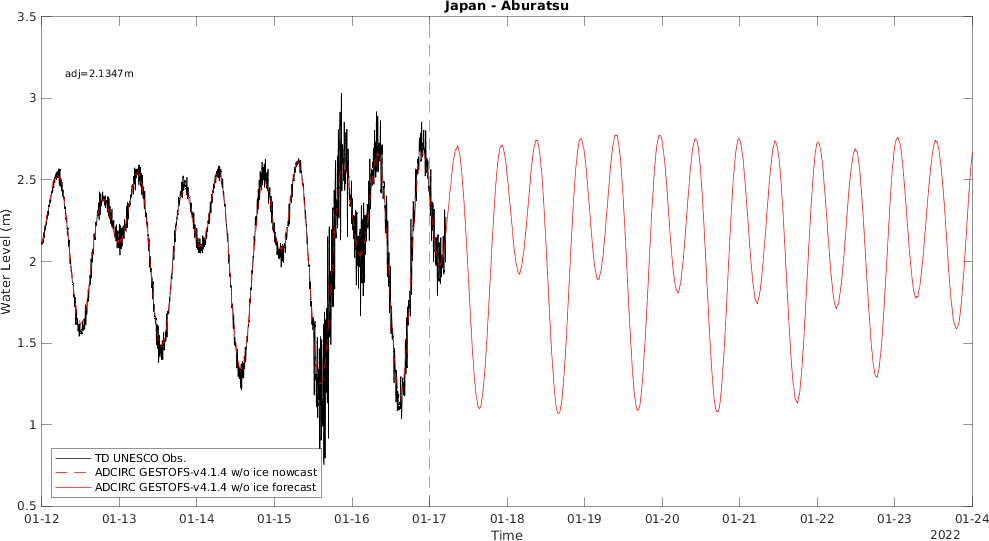 Japan - Aburatsu
3.5
adj=2.1347m
3
2.5
2
1.5
1
0.5
Water Level (m)
TD UNESCO Obs.
ADCIRC GESTOFS-v4.1.4 w/o ice nowcast
ADCIRC GESTOFS-v4.1.4 w/o ice forecast
01-12 01-13 01-14 01-15 01-16 01-17 01-18 01-19 01-20 01-21 01-22 01-23 01-24
Time
2022